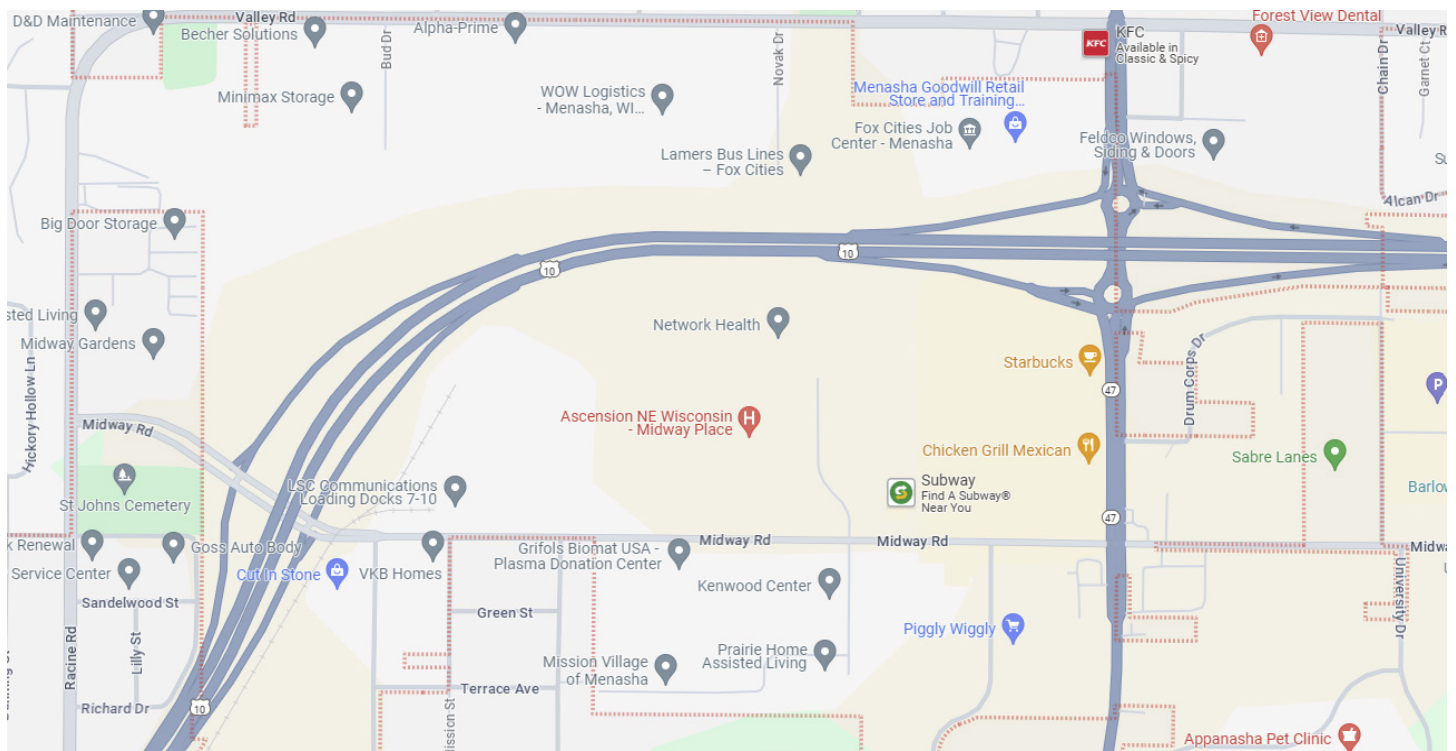 D&D Maintenance
Valley Rd
Becher Solutions
Alpha-Prime
Forest View Dental
KFC
KFC
Available in
Classic & Spicy
Chain Dr
Garnet Ct
Bud Dr
Novak Dr
Minimax Storage
WOW Logistics
- Menasha, WI...
Menasha Goodwill Retail
Store and Training...
Fox Cities Job
Center - Menasha
Feldco Windows,
Siding & Doors
Lamers Bus Lines
– Fox Cities
Alcan Dr
Big Door Storage
10
10
Midway Gardens
Network Health
Drum Corps Dr
Starbucks
47
P
Hickory Hollow Ln
Midway Rd
Ascension NE Wisconsin
- Midway Place
H
Chicken Grill Mexican
Sabre Lanes
St Johns Cemetery
LSC Communications
Loading Docks 7-10
Subway
Find A Subway®
Near You
47
Goss Auto Body
Service Center
Cut In Stone
VKB Homes
Grifols Biomat USA -
Plasma Donation Center
Midway Rd
Midway Rd
Kenwood Center
University Dr
Sandelwood St
Green St
Lilly St
Racine Rd
Piggly Wiggly
Prairie Home
Assisted Living
Mission Village
of Menasha
Terrace Ave
Richard Dr
10
Appanasha Pet Clinic